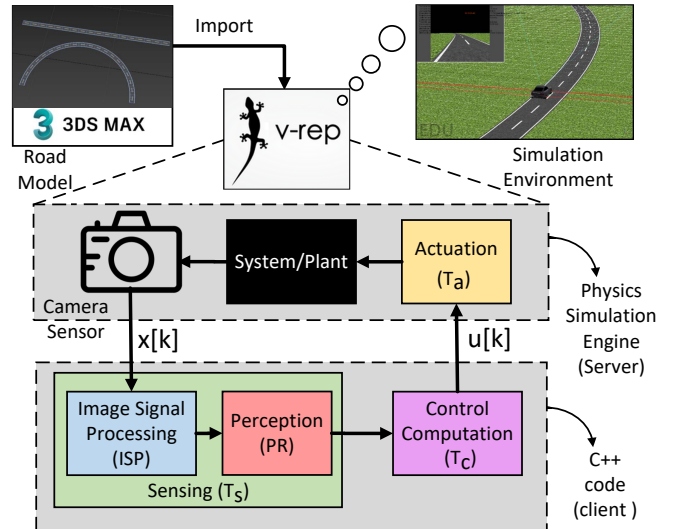 Import
3DS MAX
v-rep
EDU
Road
Model
Simulation
Environment
Camera
Sensor
System/Plant
Actuation
(Ta)
Physics
Simulation
Engine
(Server)
x[k]
u[k]
Image Signal
Processing
(ISP)
Perception
(PR)
Control
Computation
(Tc)
Sensing (Ts)
C++
code
(client )